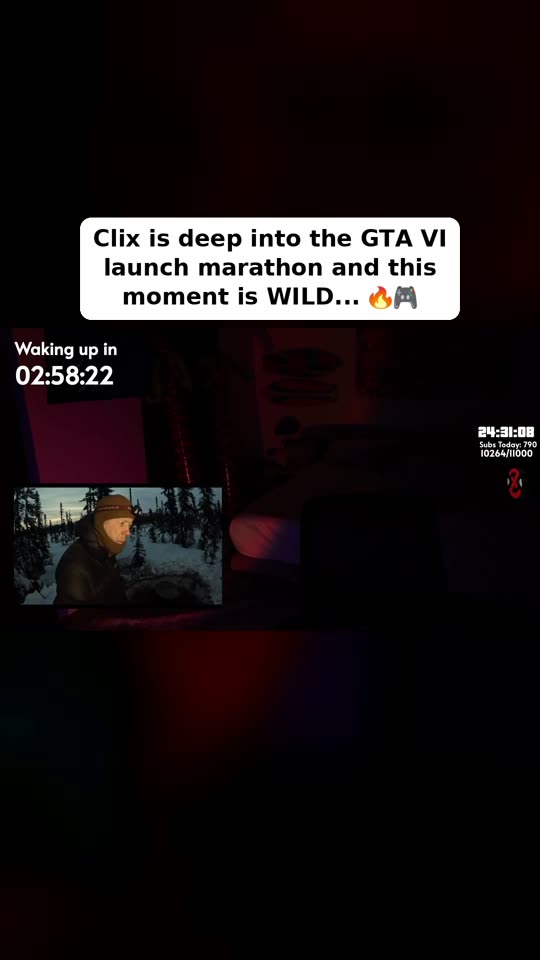 Clix is deep into the GTA VI
launch marathon and this
moment is WILD... 🔥🎮
Waking up in
02:58:22
24:31:08
Subs Today: 790
10264/11000